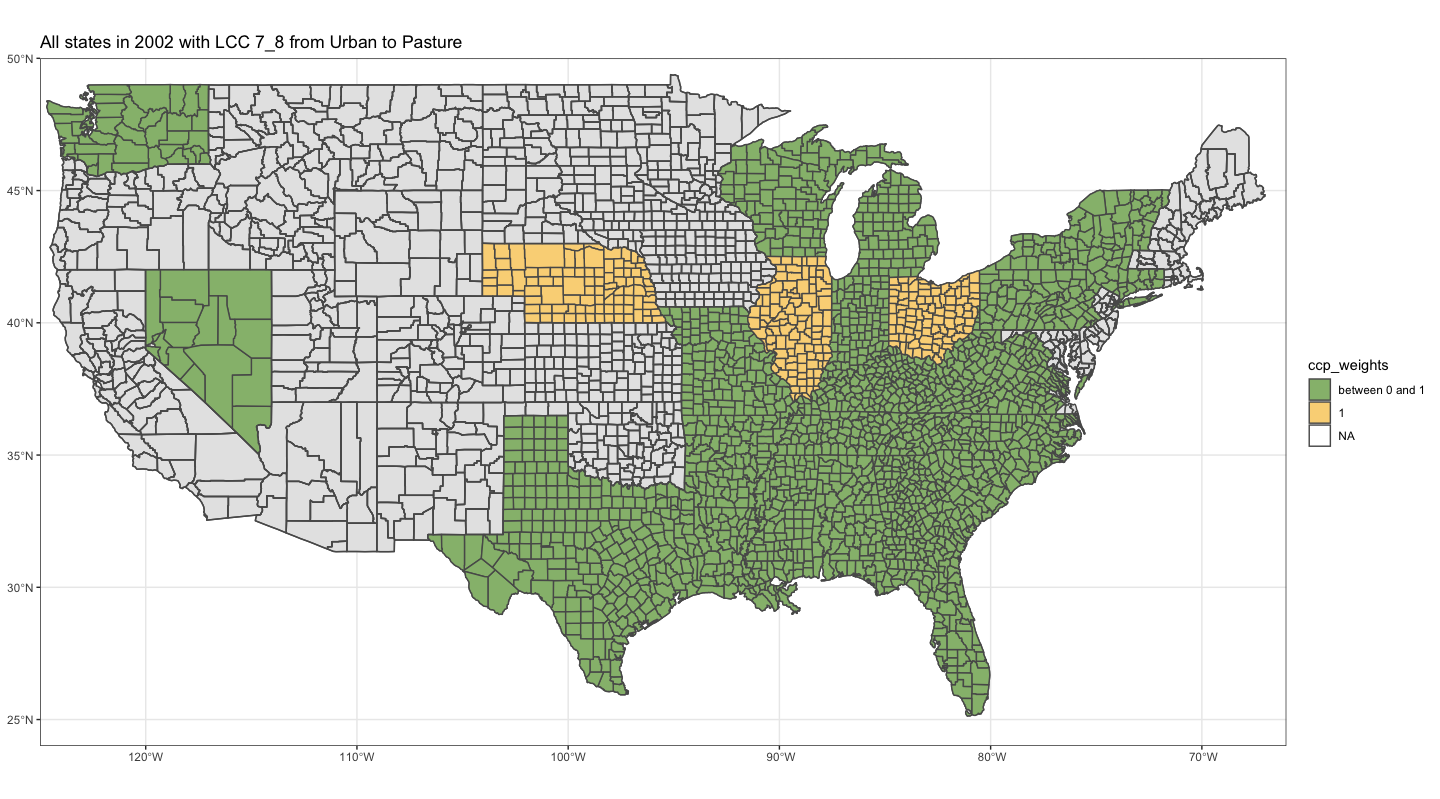 All states in 2002 with LCC 7_8 from Urban to Pasture
50°N
45°N
40°N
35°N
30°N
25°N
120°W
110°W
100°W
90°W
80°W
70°W
ccp_weights
between 0 and 1
1
NA